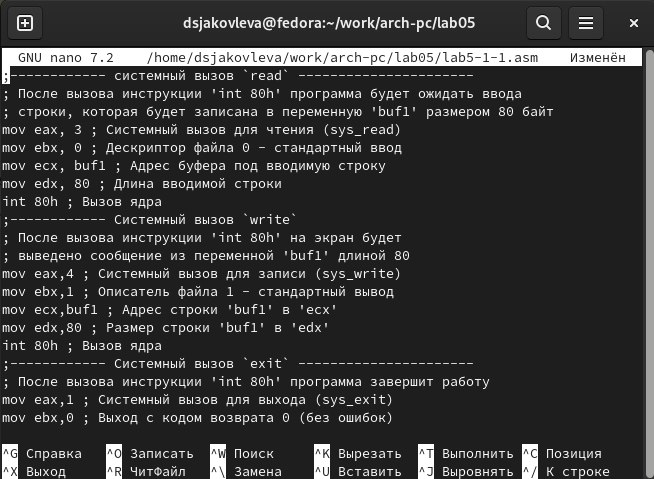 dsjakovleva@fedora:~/work/arch-pc/lab05
GNU nano 7.2 /home/dsjakovleva/work/arch-pc/lab05/lab5-1-1.asm Изменён
;------------ системный вызов `read` ----------------------
; После вызова инструкции 'int 80h' программа будет ожидать ввода
; строки, которая будет записана в переменную 'buf1' размером 80 байт
mov eax, 3 ; Системный вызов для чтения (sys_read)
mov ebx, 0 ; Дескриптор файла 0 - стандартный ввод
mov ecx, buf1 ; Адрес буфера под вводимую строку
mov edx, 80 ; Длина вводимой строки
int 80h ; Вызов ядра
;------------ Системный вызов `write`
; После вызова инструкции 'int 80h' на экран будет
; выведено сообщение из переменной 'buf1' длиной 80
mov eax,4 ; Системный вызов для записи (sys_write)
mov ebx,1 ; Описатель файла 1 - стандартный вывод
mov ecx,buf1 ; Адрес строки 'buf1' в 'ecx'
mov edx,80 ; Размер строки 'buf1' в 'edx'
int 80h ; Вызов ядра
;------------ Системный вызов `exit` ----------------------
; После вызова инструкции 'int 80h' программа завершит работу
mov eax,1 ; Системный вызов для выхода (sys_exit)
mov ebx,0 ; Выход с кодом возврата 0 (без ошибок)
^G Справка ^O Записать ^W Поиск ^K Вырезать ^T Выполнить ^C Позиция
^X Выход ^R ЧитФайл ^\ Замена ^U Вставить ^J Выровнять ^/ К строке